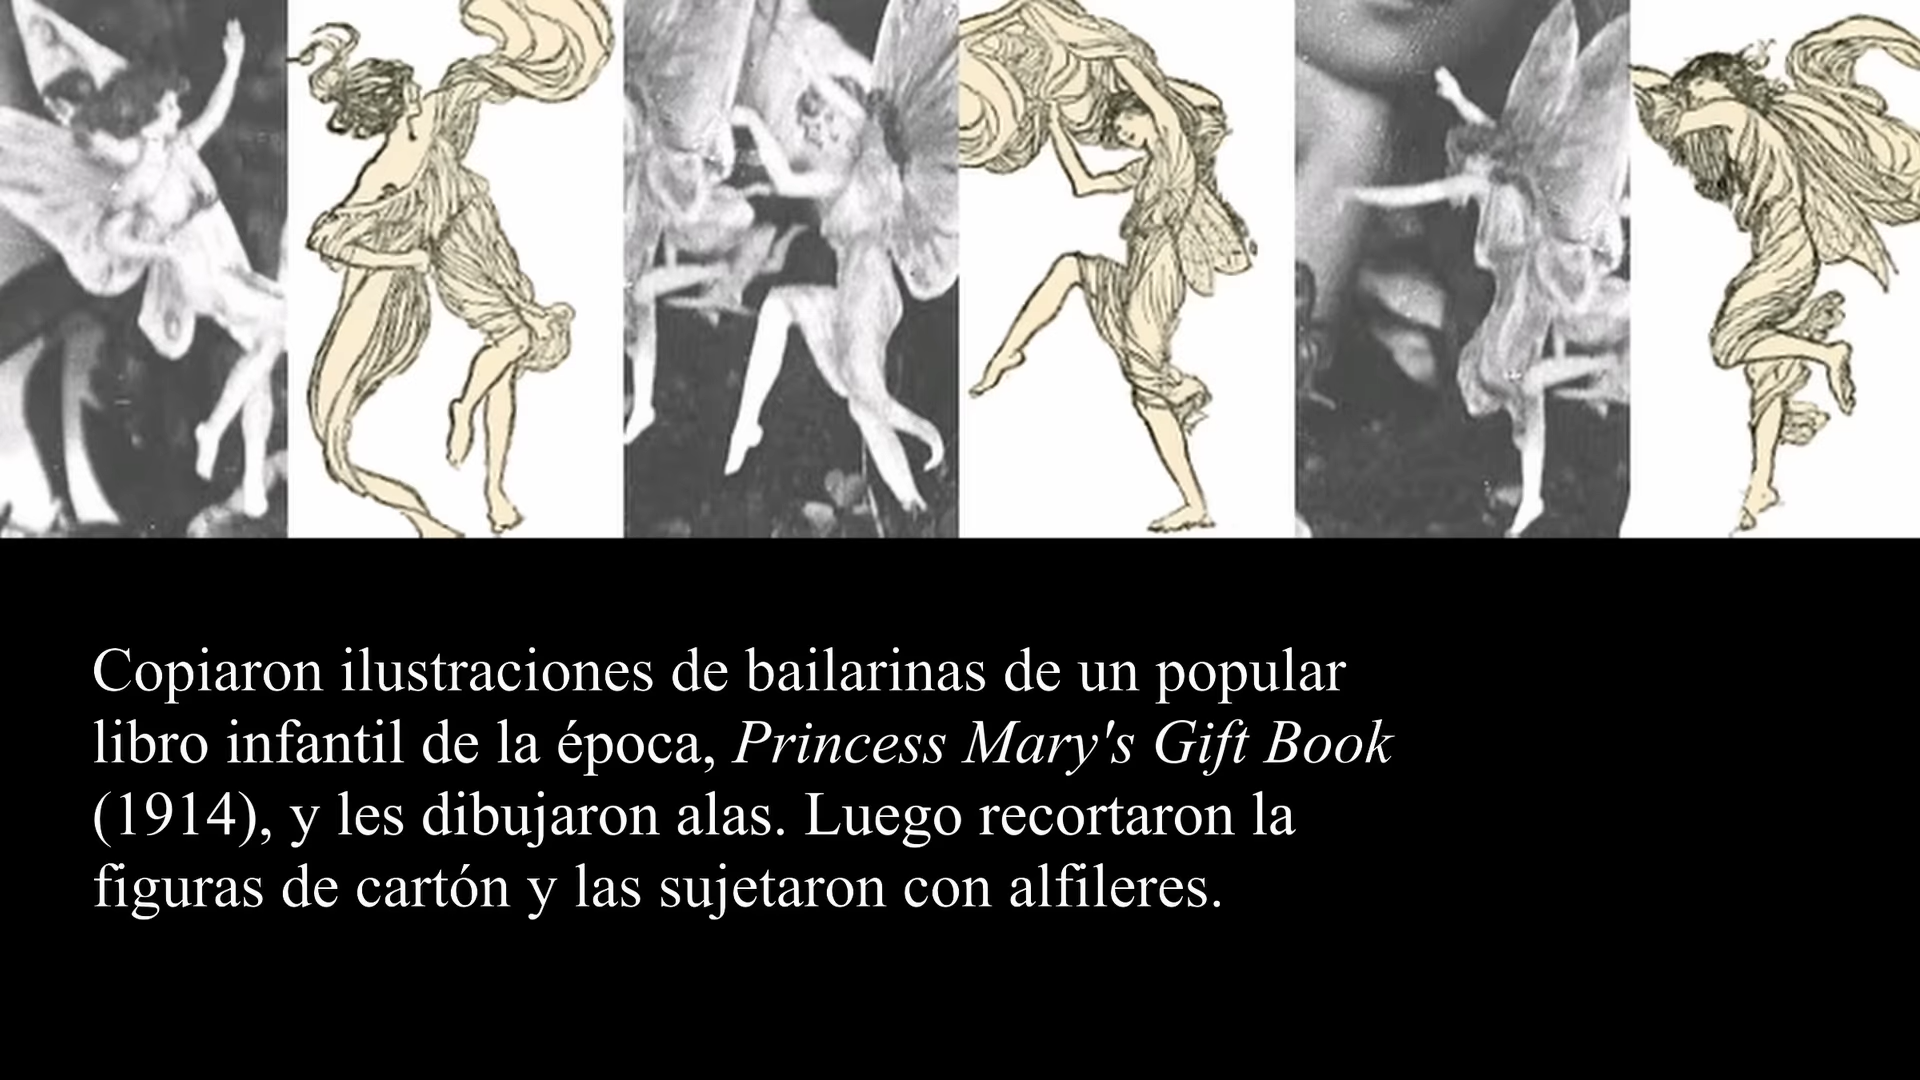 Copiaron ilustraciones de bailarinas de un popular
libro infantil de la época, Princess Mary's Gift Book
(1914), y les dibujaron alas. Luego recortaron la
figuras de cartón y las sujetaron con alfileres.